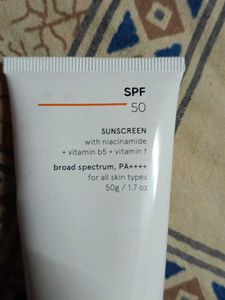 SPF
50
SUNSCREEN
with niacinamide
+ vitamin b5 + vitamin f
broad spectrum, PA++++
for all skin types
50g / 1.7 oz